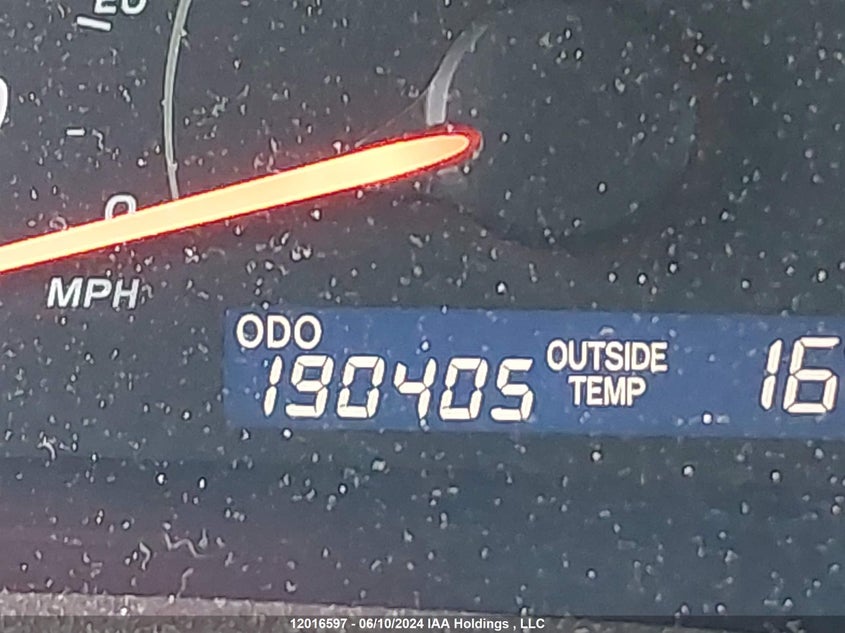 20
0
MPH
ODO
190405
OUTSIDE
TEMP
16
12016597 - 06/10/2024 IAA Holdings , LLC